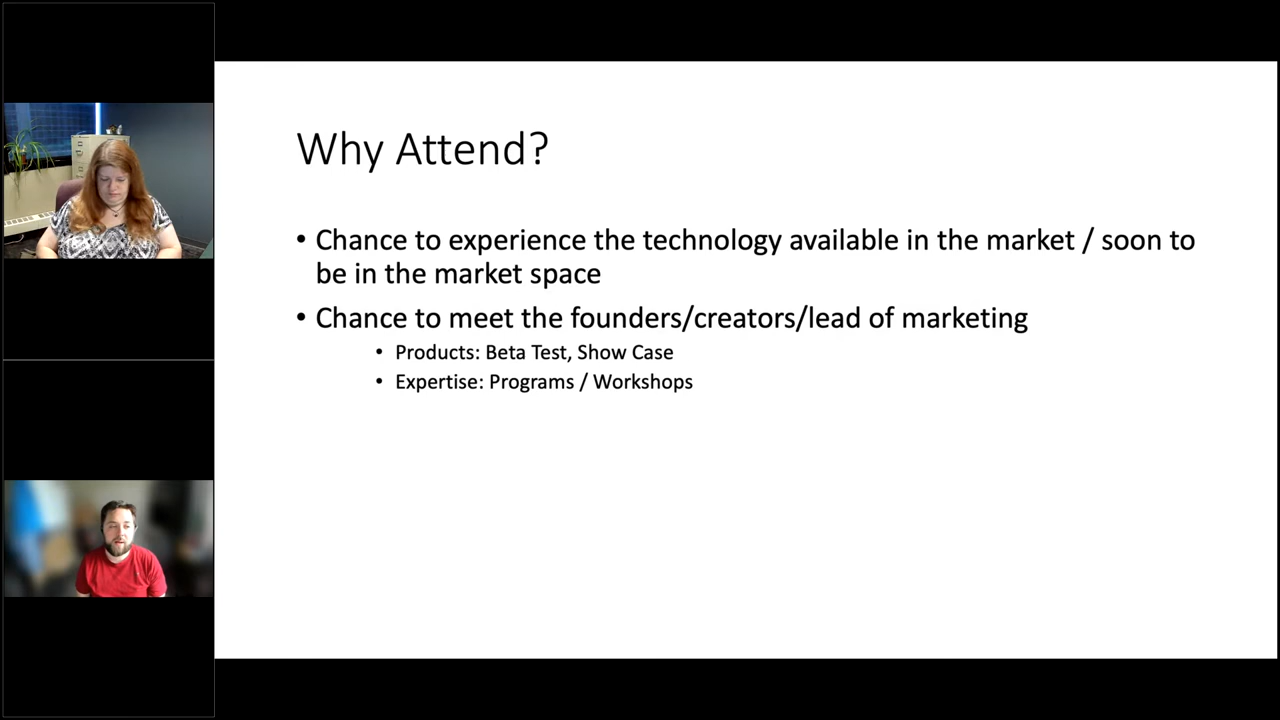 Why Attend?
• Chance to experience the technology available in the market / soon to
be in the market space
• Chance to meet the founders/creators/lead of marketing
• Products: Beta Test, Show Case
• Expertise: Programs / Workshops